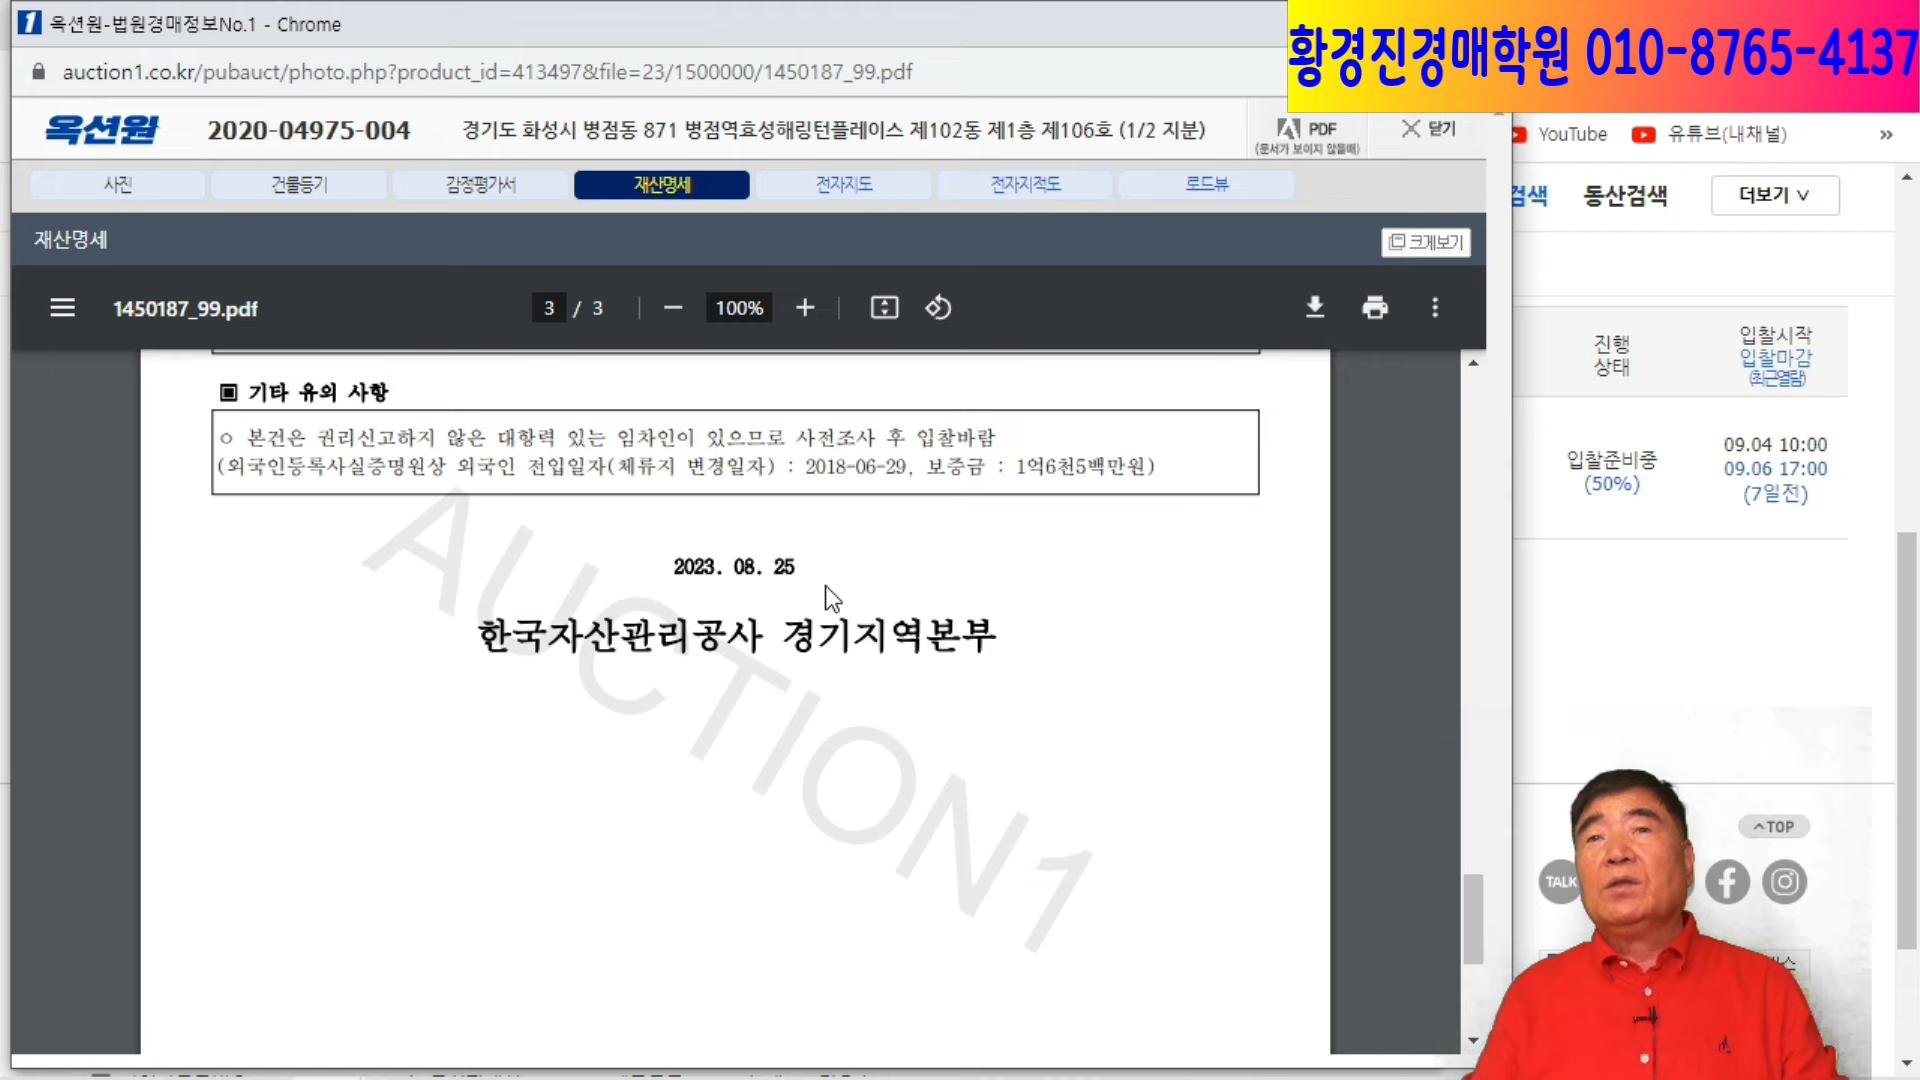 1 옥션원-법원경매정보No.1 - Chrome
황경진경매학원 010-8765-4137
auction1.co.kr/pubauct/photo.php?product_id=413497&file=23/1500000/1450187_99.pdf
옥션원 2020-04975-004 경기도 화성시 병점동 871 병점역효성해링턴플레이스 제102동 제1층 제106호 (1/2 지분)
PDF
(문서가 보이지 않을때)
닫기
YouTube 유튜브(내채널) »
사진 건물등기 감정평가서 재산명세 전자지도 전자지적도 로드뷰
검색 동산검색 더보기 ∨
재산명세 크게보기
1450187_99.pdf 3 / 3 100%
진행
상태
입찰시작
입찰마감
(최근열람)
▣ 기타 유의 사항
ㅇ 본건은 권리신고하지 않은 대항력 있는 임차인이 있으므로 사전조사 후 입찰바람
(외국인등록사실증명원상 외국인 전입일자(체류지 변경일자) : 2018-06-29, 보증금 : 1억6천5백만원)
입찰준비중
(50%)
09.04 10:00
09.06 17:00
(7일전)
2023. 08. 25
한국자산관리공사 경기지역본부
AUCTION1
TOP
TALK